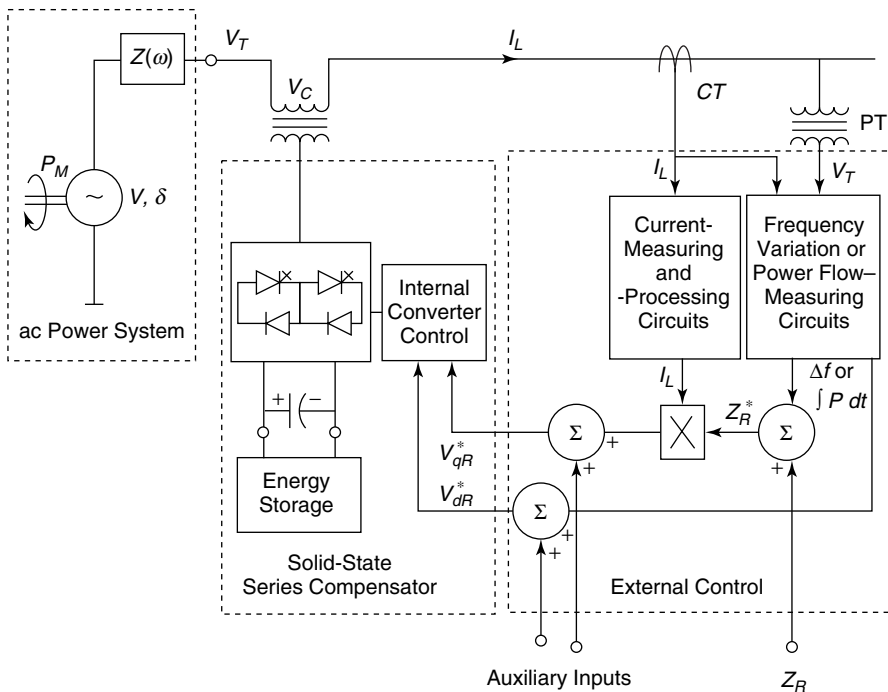 Z(ω)
V_T
V_C
I_L
CT
PT
P_M
~
V, δ
ac Power System
I_L
V_T
Current-
Measuring
and
-Processing
Circuits
Frequency
Variation or
Power Flow–
Measuring
Circuits
Internal
Converter
Control
+ −
I_L
Δf or
∫ P dt
Z_R^*
Σ
+
+
Σ
+
V_qR^*
V_dR^*
Energy
Storage
Σ
+
+
Solid-State
Series Compensator
External Control
Auxiliary Inputs
Z_R